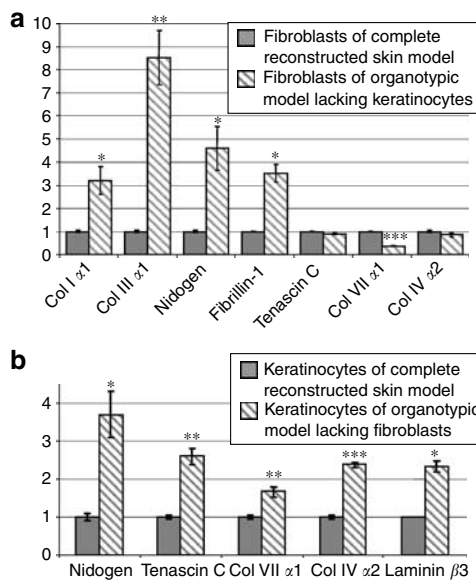 a
10
9
8
7
6
5
4
3
2
1
0
Fibroblasts of complete
reconstructed skin model
Fibroblasts of organotypic
model lacking keratinocytes
*
**
*
*
***
Col I α1
Col III α1
Nidogen
Fibrillin-1
Tenascin C
Col VII α1
Col IV α2
b
4
3
2
1
0
Keratinocytes of complete
reconstructed skin model
Keratinocytes of organotypic
model lacking fibroblasts
*
**
**
***
*
Nidogen Tenascin C Col VII α1 Col IV α2 Laminin β3